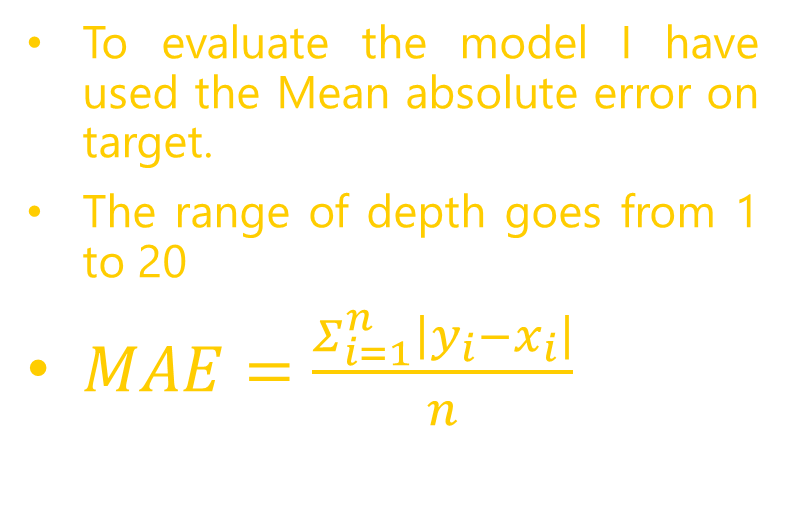 • To evaluate the model I have
used the Mean absolute error on
target.
• The range of depth goes from 1
to 20
• MAE = \frac{Σ_{i=1}^{n}|y_i−x_i|}{n}